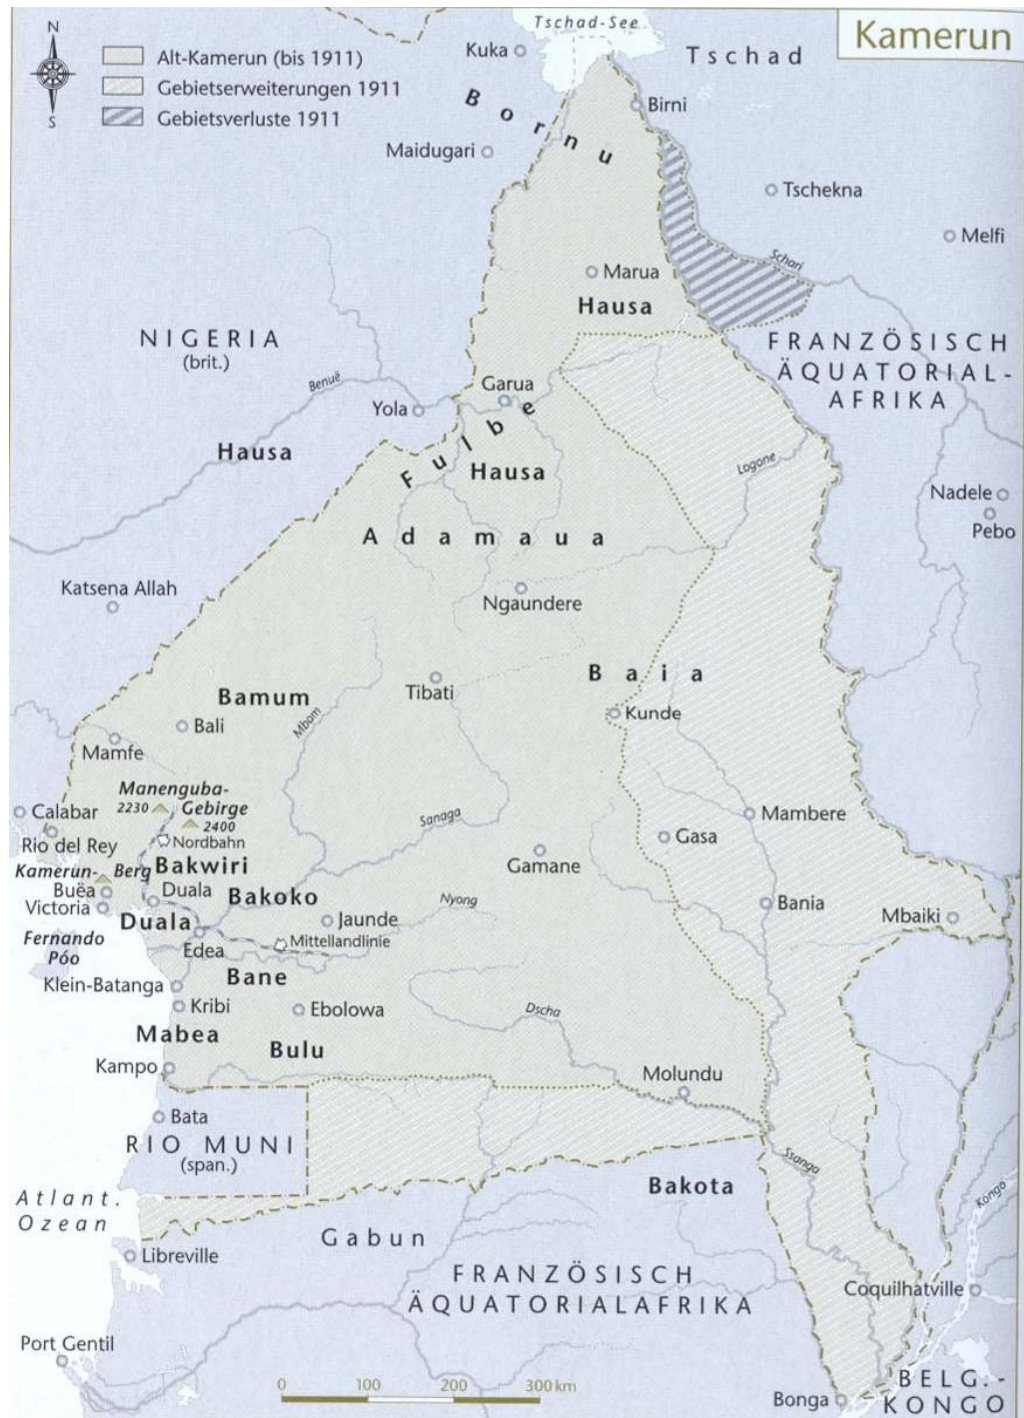 Kamerun
N
S
Alt-Kamerun (bis 1911)
Gebietserweiterungen 1911
Gebietsverluste 1911
Tschad-See
Kuka
Tschad
Bornu
Birni
Maidugari
Tschekna
Melfi
Schari
Marua
Hausa
NIGERIA
(brit.)
FRANZÖSISCH
ÄQUATORIAL-
AFRIKA
Benuë
Garua
Yola
Fulbe
Hausa
Hausa
Logone
Nadele
Pebo
Adamaua
Katsena Allah
Ngaundere
Baia
Bamum
Tibati
Bali
Mbam
Kunde
Mamfe
Manenguba-
Gebirge
2230
2400
Calabar
Rio del Rey
Nordbahn
Sanaga
Mambere
Gasa
Kamerun-Berg
Bakwiri
Gamane
Buëa
Duala
Victoria
Bakoko
Nyong
Bania
Duala
Jaunde
Mbaiki
Fernando
Póo
Edea
Mittellandlinie
Klein-Batanga
Bane
Kribi
Ebolowa
Dscha
Mabea
Bulu
Kampo
Molundu
Bata
RIO MUNI
(span.)
Ssanga
Bakota
Kongo
Atlant.
Ozean
Gabun
Libreville
FRANZÖSISCH
ÄQUATORIALAFRIKA
Coquilhatville
Port Gentil
0 100 200 300 km
Bonga
BELG.-
KONGO